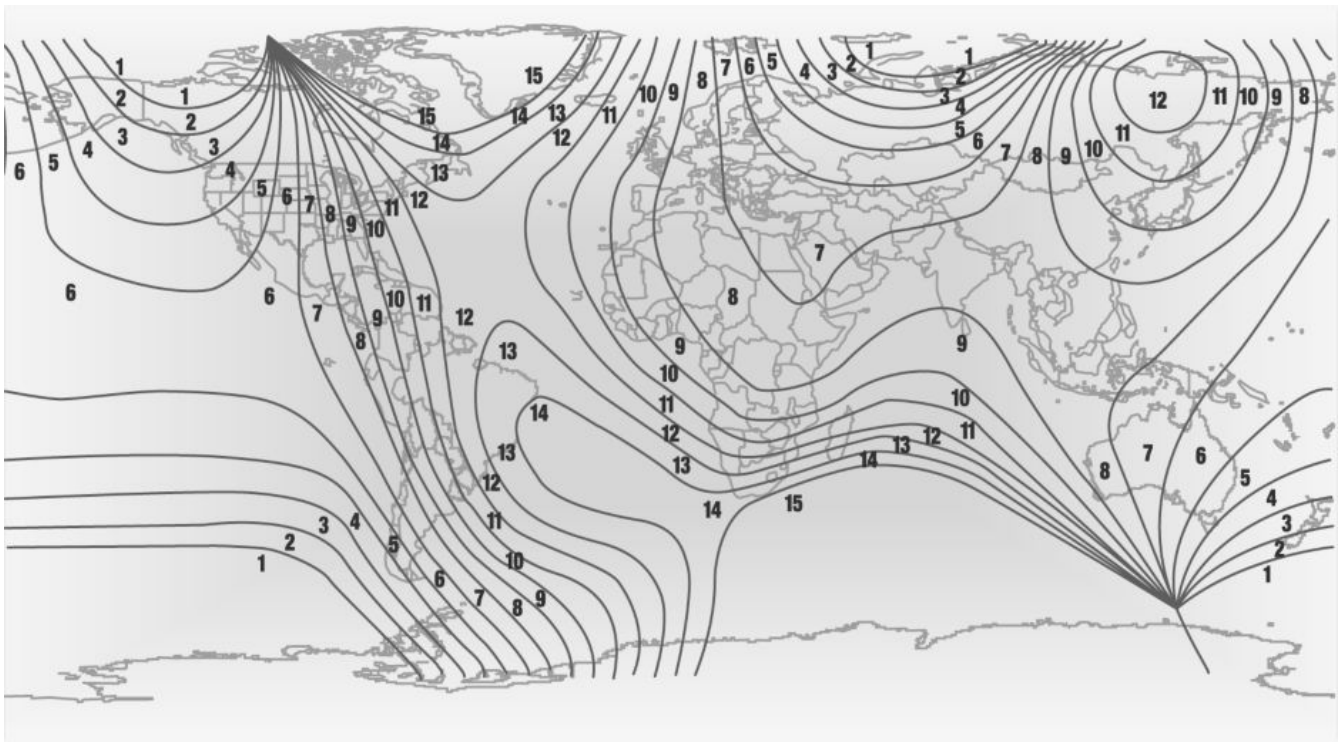 1 1
1 15 8 7 6 5 4 3 2 2
2 1 10 9 3 12 11 10 9 8
2 15 14 13 11 4
3 14 12 5 6 11
4 3 7 8 9 10
6 5 4 13
5 6 7 8 11 12
9 10
7
6 6 10 11 8
7 9 12
8 13 9 9
10
14 11 10
12 12 11
13 13 14 13 7 6
12 8 5
14 15 4
3 4 11 3
2 5 2
1 10 1
6
7 8 9